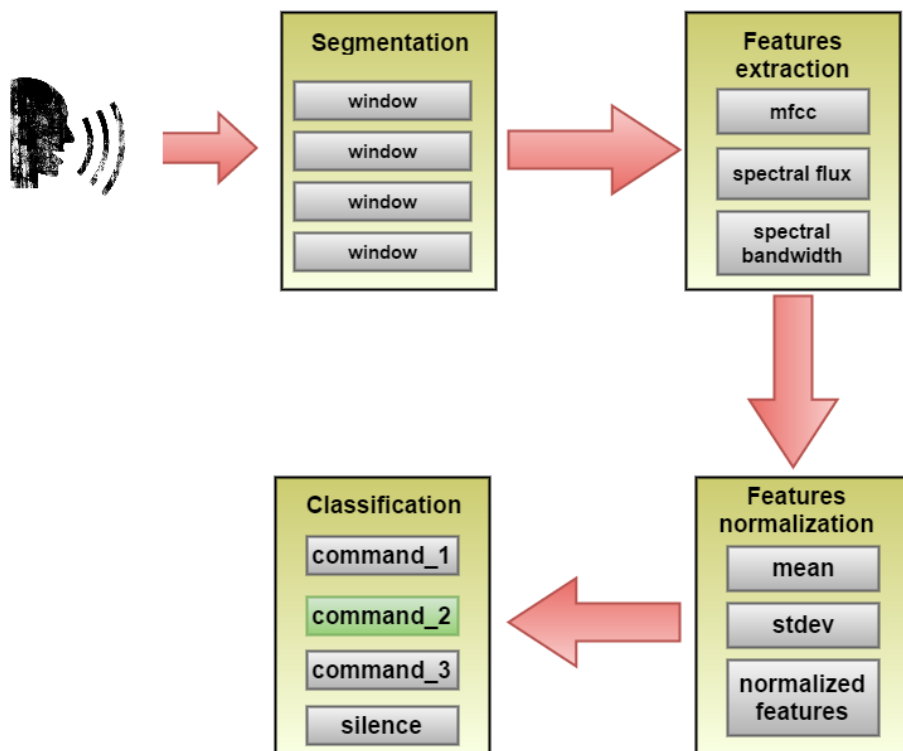 Segmentation
window
window
window
window
Features
extraction
mfcc
spectral flux
spectral
bandwidth
Features
normalization
mean
stdev
normalized
features
Classification
command_1
command_2
command_3
silence